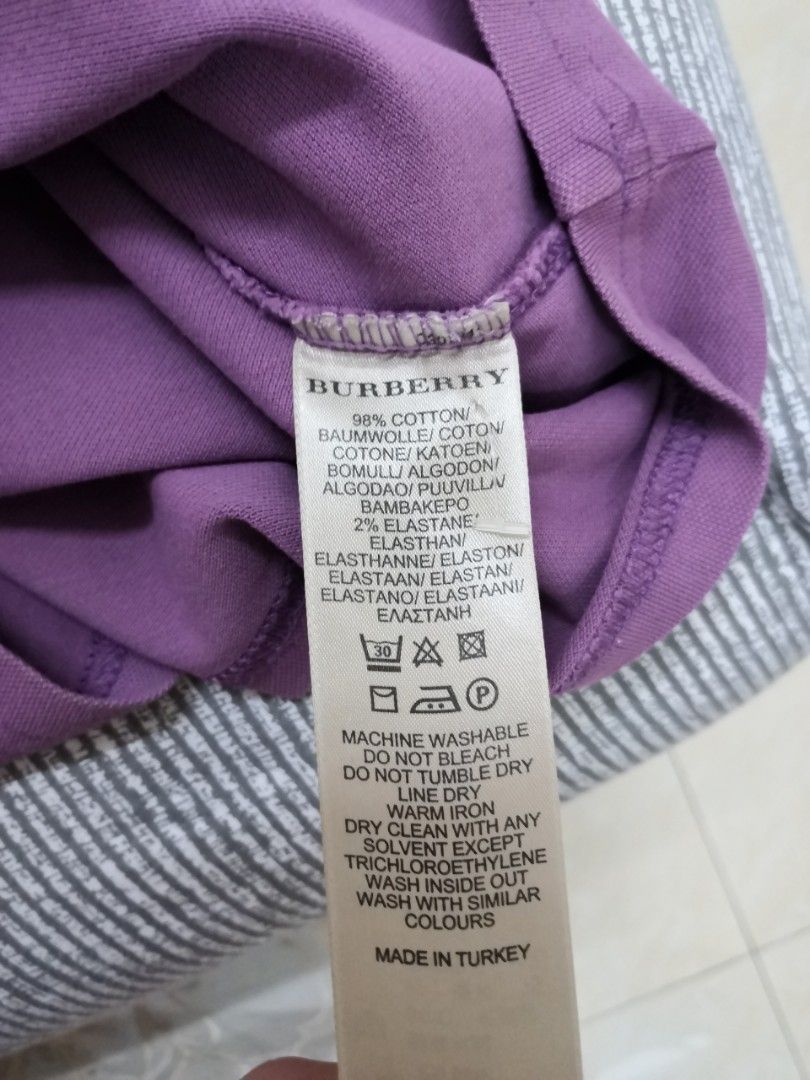 BURBERRY
98% COTTON/
BAUMWOLLE/ COTON/
COTONE/ KATOEN/
BOMULL/ ALGODON/
ALGODAO/ PUUVILLA/
ΒΑΜΒΑΚΕΡΟ
2% ELASTANE/
ELASTHAN/
ELASTHANNE/ ELASTON/
ELASTAAN/ ELASTAN/
ELASTANO/ ELASTAANI/
ΕΛΑΣΤΑΝΗ
30
P
MACHINE WASHABLE
DO NOT BLEACH
DO NOT TUMBLE DRY
LINE DRY
WARM IRON
DRY CLEAN WITH ANY
SOLVENT EXCEPT
TRICHLOROETHYLENE
WASH INSIDE OUT
WASH WITH SIMILAR
COLOURS
MADE IN TURKEY